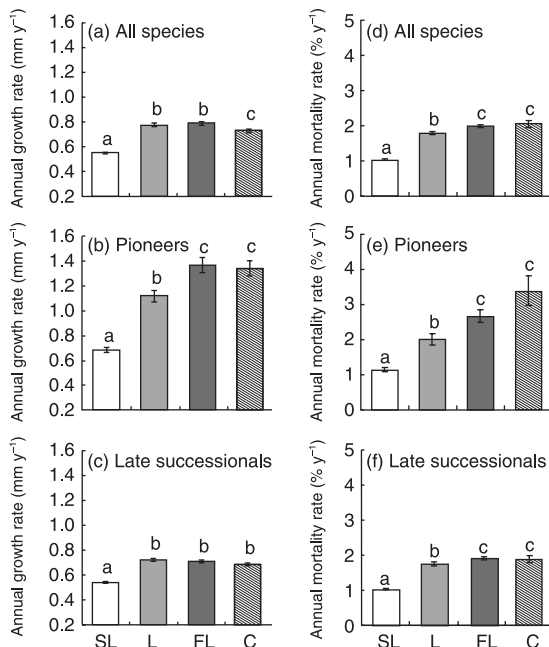 (a) All species
Annual growth rate (mm y⁻¹)
1.6
1.4
1.2
1.0
0.8
0.6
0.4
0.2
a
b
b
c
(d) All species
Annual mortality rate (% y⁻¹)
5
4
3
2
1
0
a
b
c
c
(b) Pioneers
Annual growth rate (mm y⁻¹)
1.6
1.4
1.2
1.0
0.8
0.6
0.4
0.2
a
b
c
c
(e) Pioneers
Annual mortality rate (% y⁻¹)
5
4
3
2
1
0
a
b
c
c
(c) Late successionals
Annual growth rate (mm y⁻¹)
1.6
1.4
1.2
1.0
0.8
0.6
0.4
0.2
a
b
b
b
SL L FL C
(f) Late successionals
Annual mortality rate (% y⁻¹)
5
4
3
2
1
0
a
b
c
c
SL L FL C